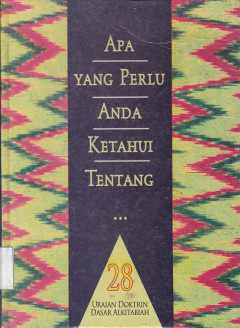 APA
YANG PERLU
ANDA
KETAHUI
TENTANG
...
28
URAIAN DOKTRIN
DASAR ALKITABIAH